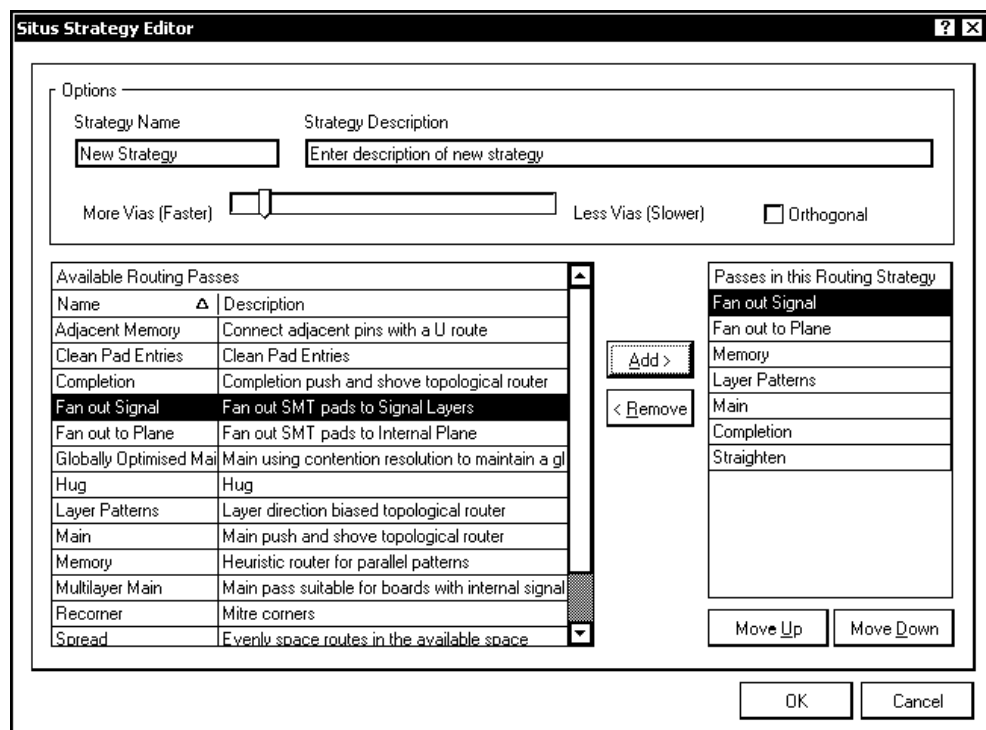 Situs Strategy Editor
Options
Strategy Name Strategy Description
New Strategy Enter description of new strategy
More Vias (Faster) Less Vias (Slower) Orthogonal
Available Routing Passes
Name Description
Adjacent Memory Connect adjacent pins with a U route
Clean Pad Entries Clean Pad Entries
Completion Completion push and shove topological router
Fan out Signal Fan out SMT pads to Signal Layers
Fan out to Plane Fan out SMT pads to Internal Plane
Globally Optimised Mai Main using contention resolution to maintain a gl
Hug Hug
Layer Patterns Layer direction biased topological router
Main Main push and shove topological router
Memory Heuristic router for parallel patterns
Multilayer Main Main pass suitable for boards with internal signal
Recorner Mitre corners
Spread Evenly space routes in the available space
Add >
< Remove
Passes in this Routing Strategy
Fan out Signal
Fan out to Plane
Memory
Layer Patterns
Main
Completion
Straighten
Move Up Move Down
OK Cancel